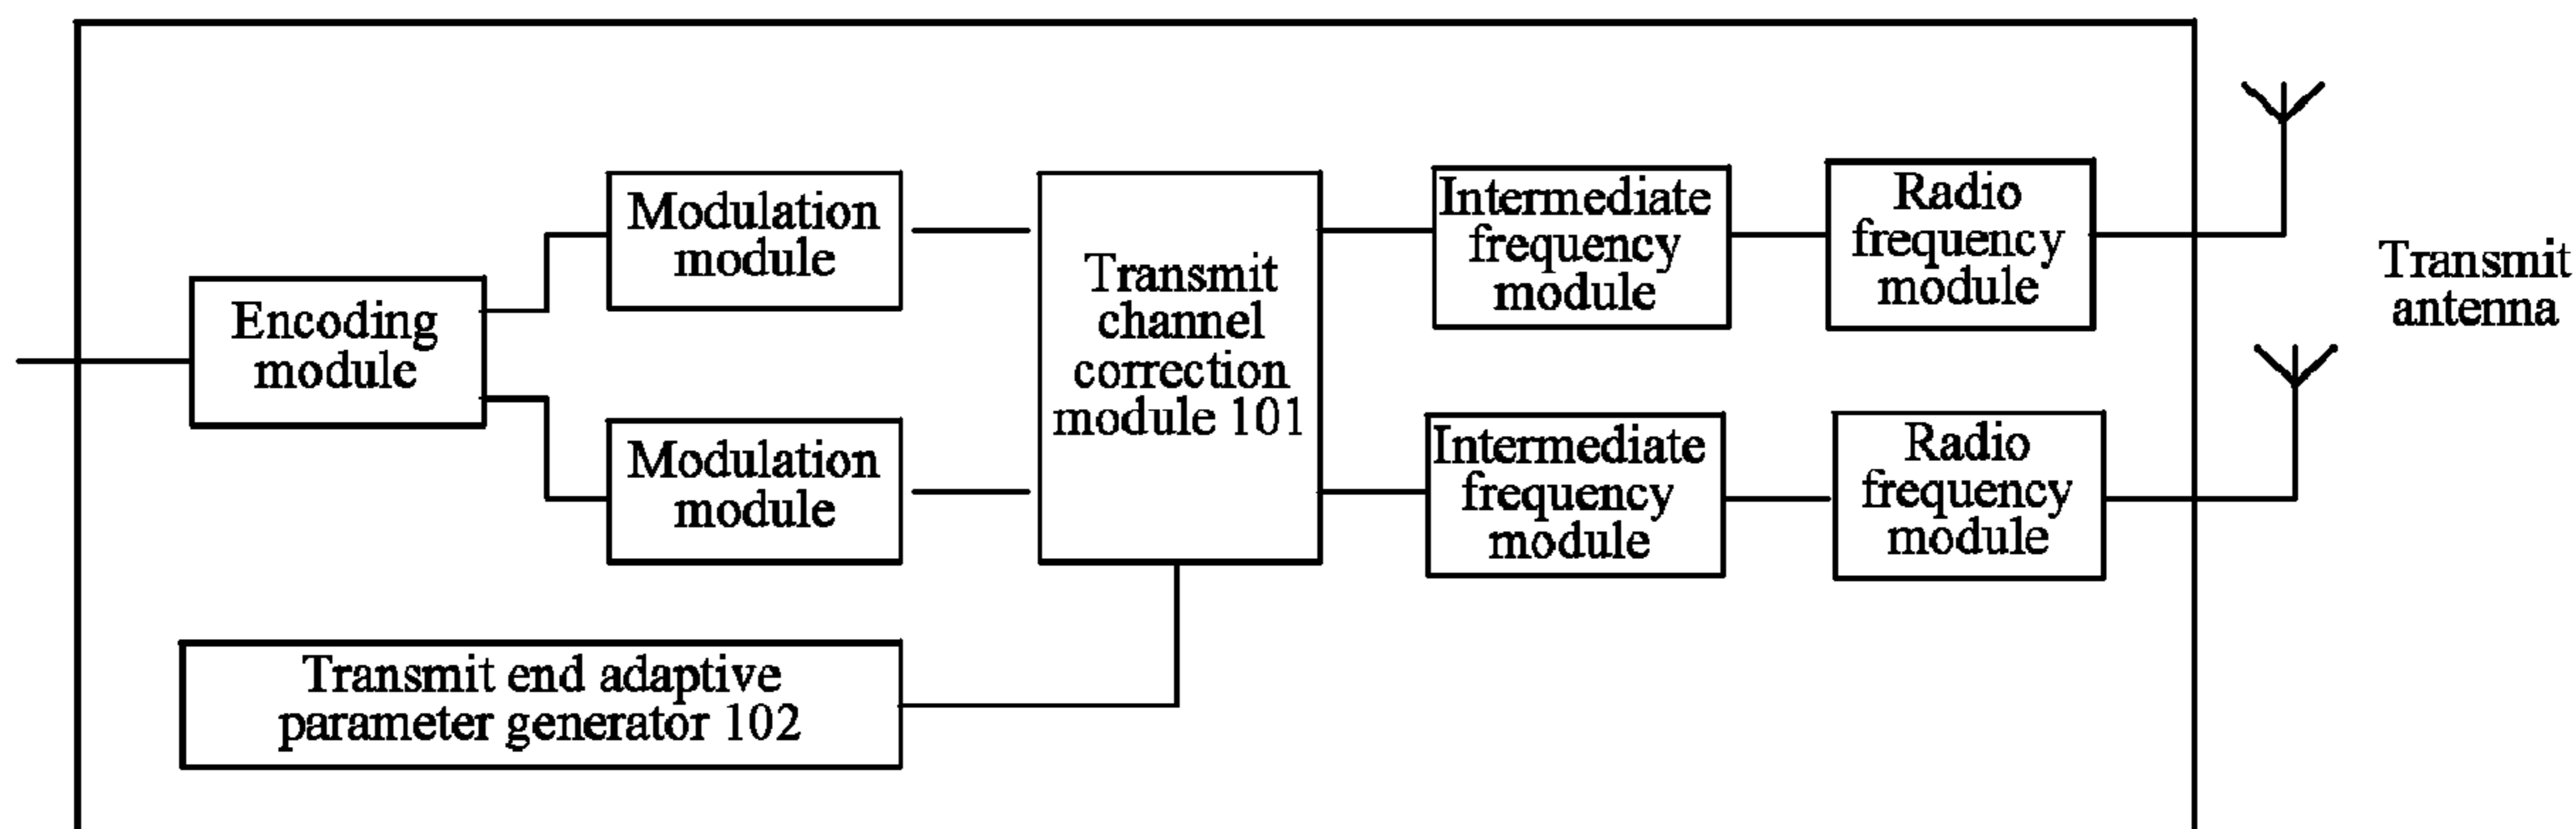 Encoding
module
Modulation
module
Modulation
module
Transmit
channel
correction
module 101
Intermediate
frequency
module
Radio
frequency
module
Intermediate
frequency
module
Radio
frequency
module
Transmit
antenna
Transmit end adaptive
parameter generator 102